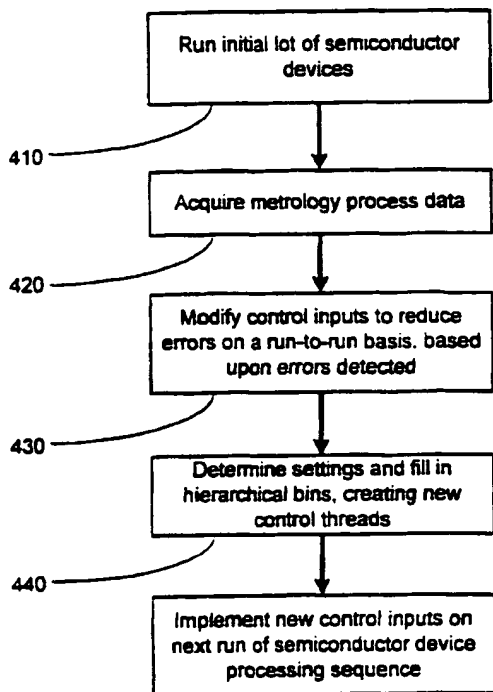 Run initial lot of semiconductor
devices
410
Acquire metrology process data
420
Modify control inputs to reduce
errors on a run-to-run basis. based
upon errors detected
430
Determine settings and fill in
hierarchical bins, creating new
control threads
440
Implement new control inputs on
next run of semiconductor device
processing sequence